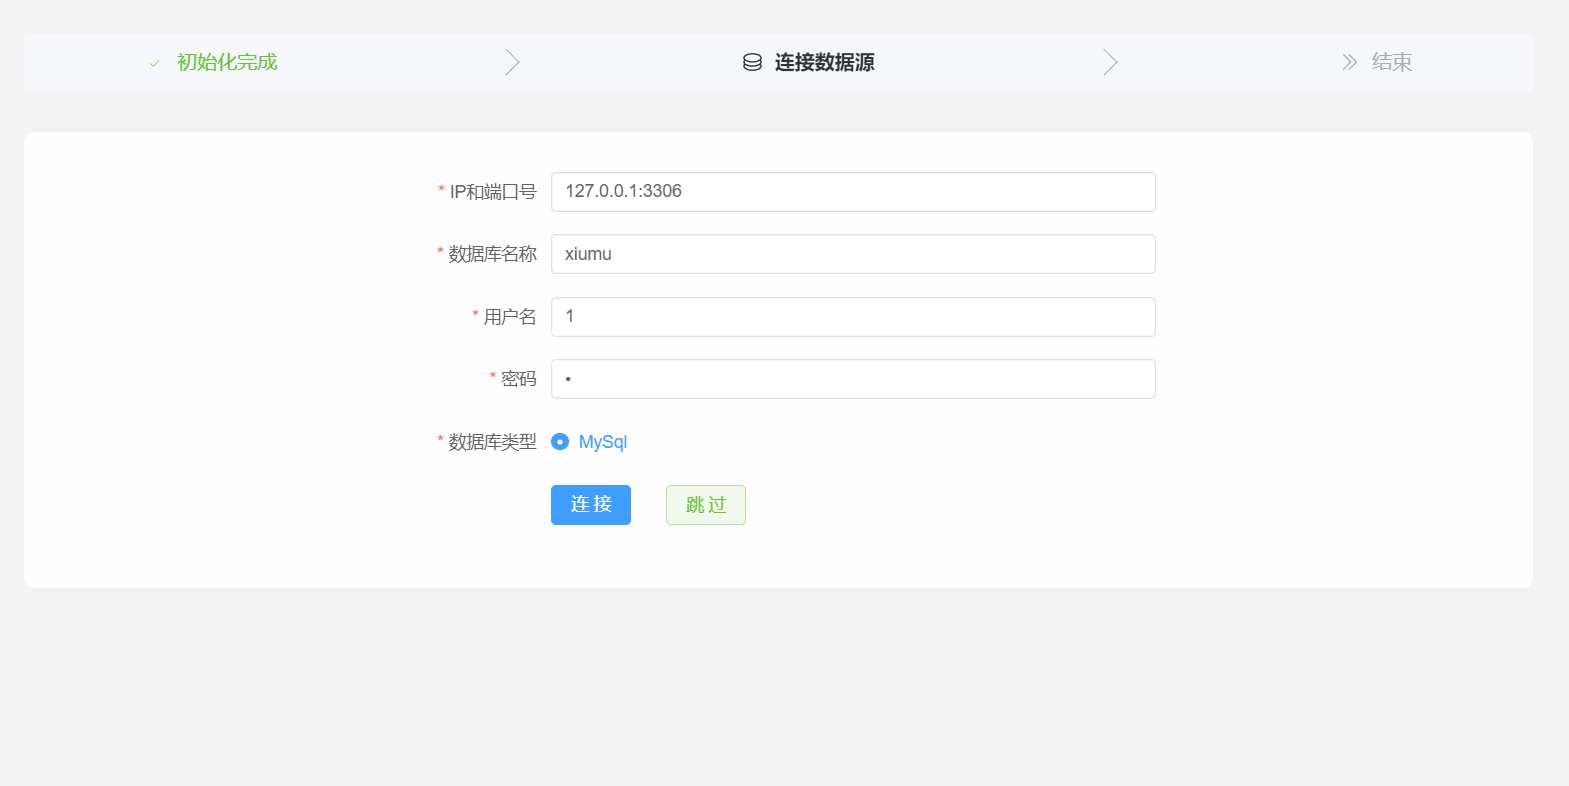 初始化完成
连接数据源
结束
* IP和端口号 127.0.0.1:3306
* 数据库名称 xiumu
* 用户名 1
* 密码 •
* 数据库类型 MySql
连接 跳过